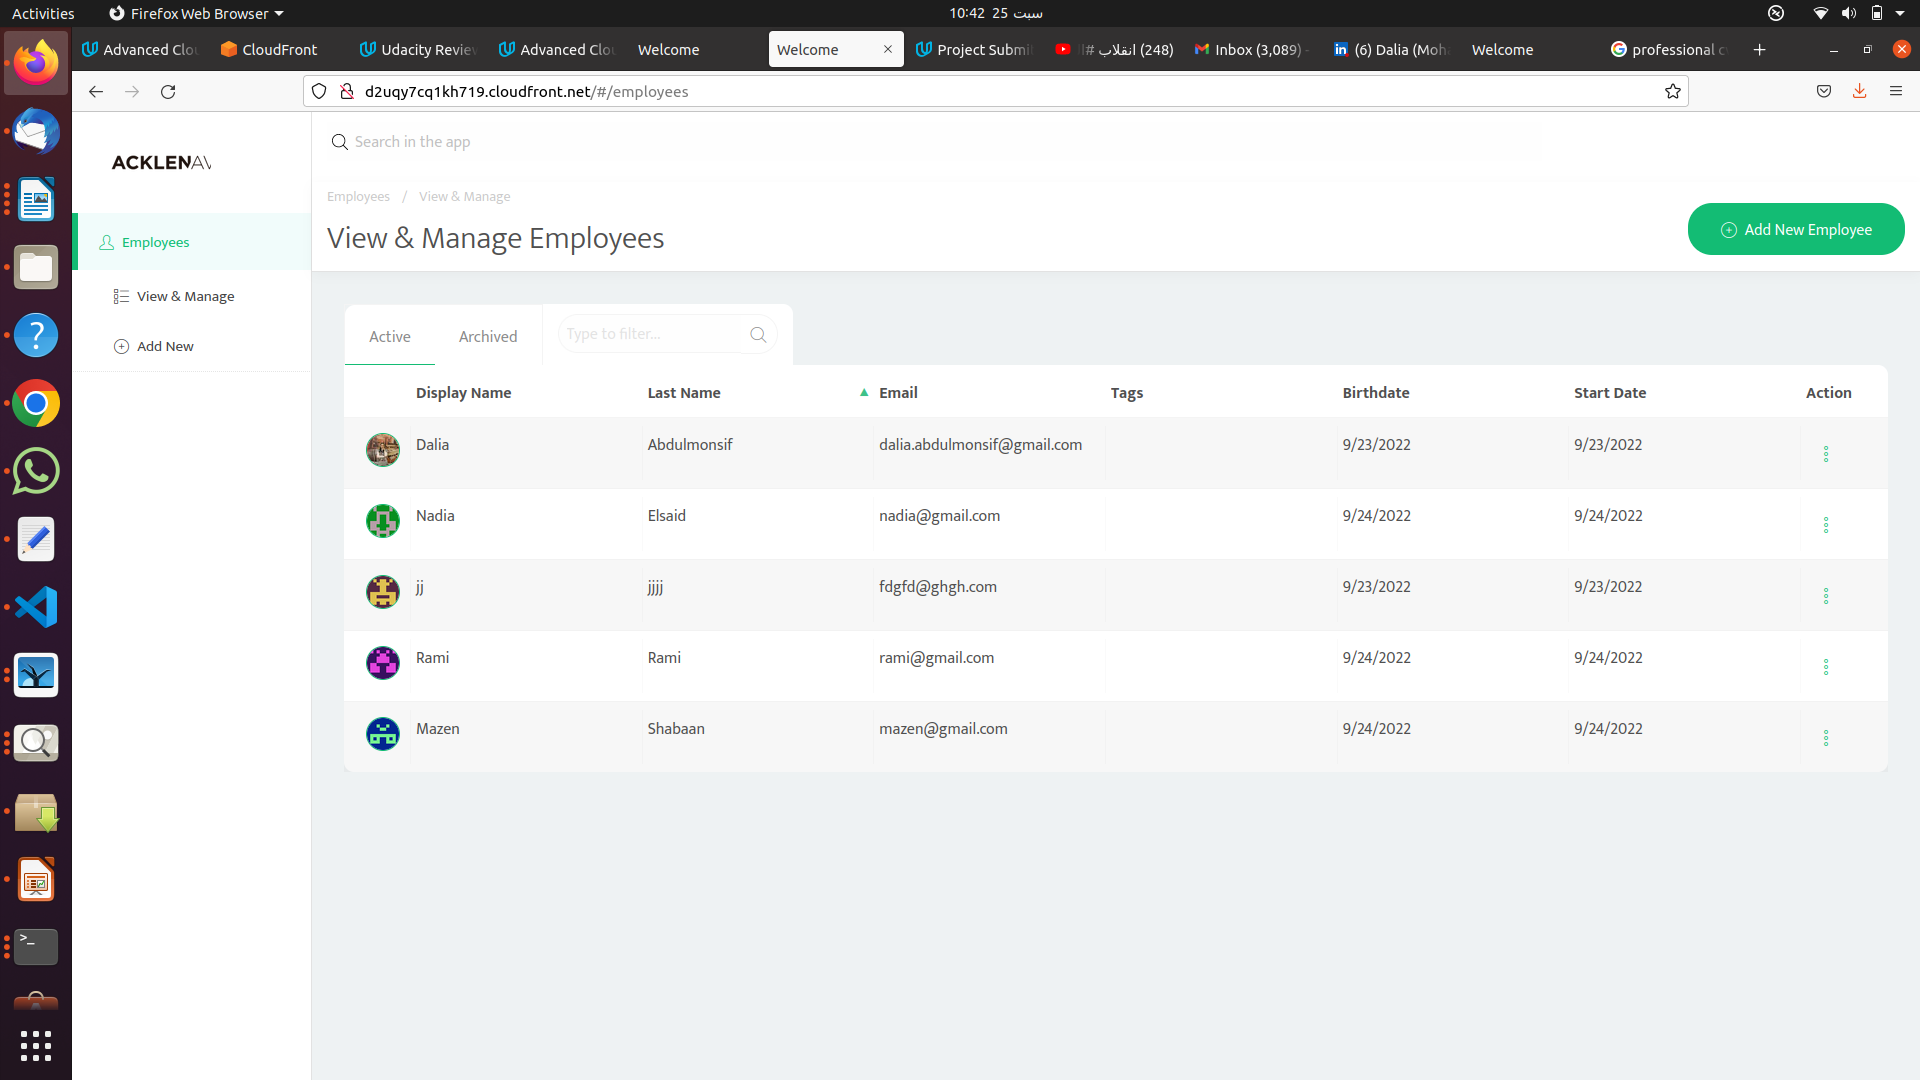 Activities
Firefox Web Browser
10:42 25 سبت
Advanced Clou
CloudFront
Udacity Review
Advanced Clou
Welcome
Welcome
Project Submi
(248) انقلاب #ال
Inbox (3,089) -
(6) Dalia (Moha
Welcome
professional cv
d2uqy7cq1kh719.cloudfront.net/#/employees
ACKLENAV
Search in the app
Employees / View & Manage
View & Manage Employees
Add New Employee
Employees
View & Manage
Add New
Active
Archived
Type to filter...
Display Name Last Name Email Tags Birthdate Start Date Action
Dalia Abdulmonsif dalia.abdulmonsif@gmail.com 9/23/2022 9/23/2022
Nadia Elsaid nadia@gmail.com 9/24/2022 9/24/2022
jj jjjj fdgfd@ghgh.com 9/23/2022 9/23/2022
Rami Rami rami@gmail.com 9/24/2022 9/24/2022
Mazen Shabaan mazen@gmail.com 9/24/2022 9/24/2022